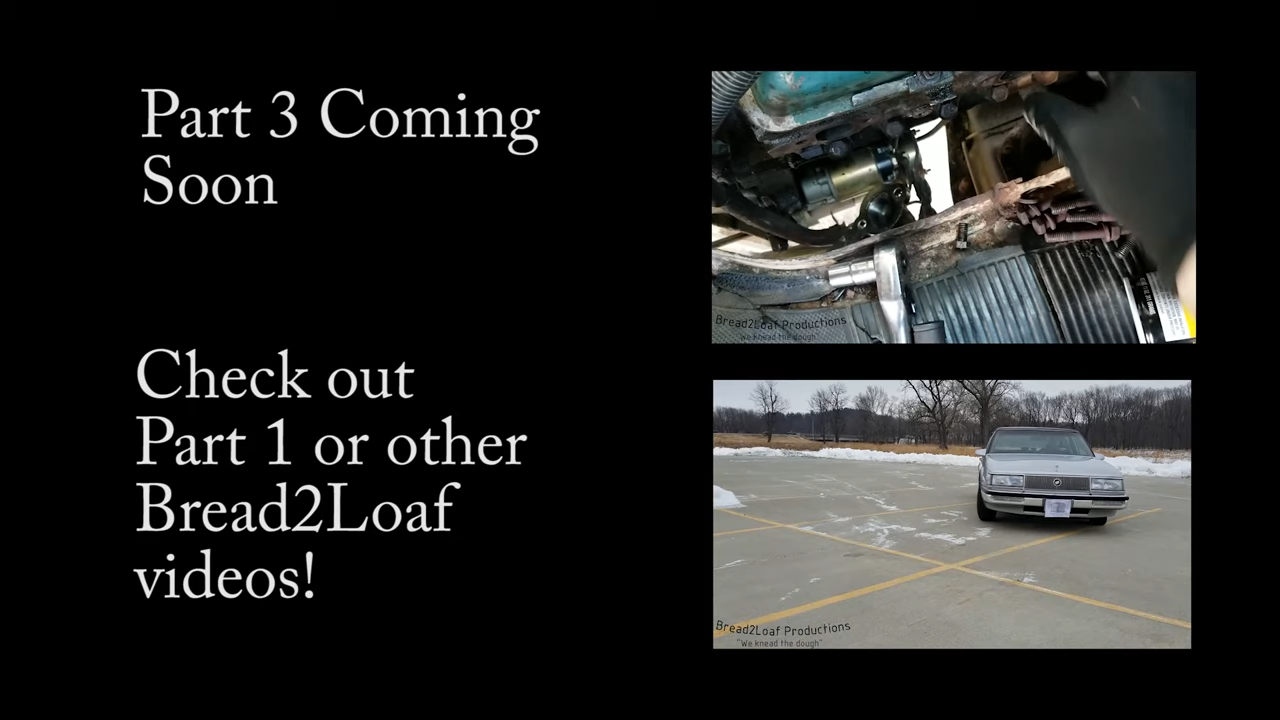 Part 3 Coming
Soon
Check out
Part 1 or other
Bread2Loaf
videos!
Bread2Loaf Productions
"We knead the dough"
Bread2Loaf Productions
"We knead the dough"